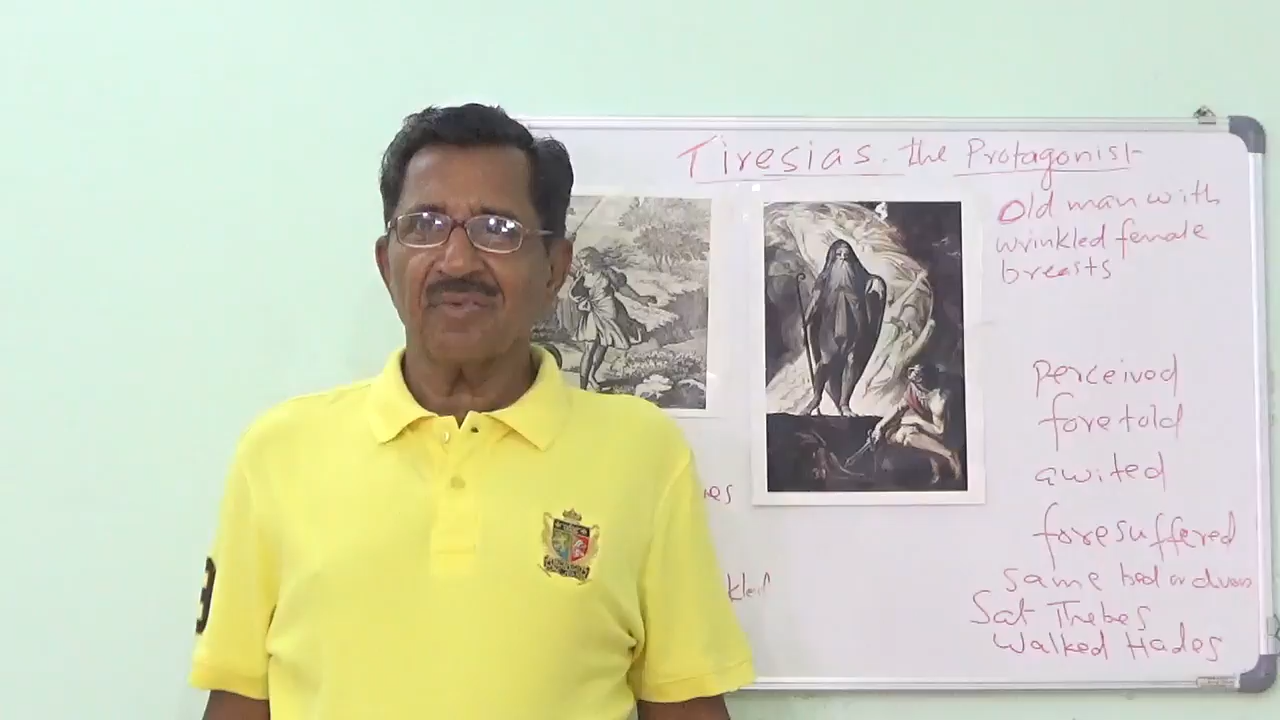 Tiresias. the Protagonist
Old man with
wrinkled female
breasts
perceived
foretold
awited
foresuffered
same bed or divan
Sat Thebes
Walked Hades
3